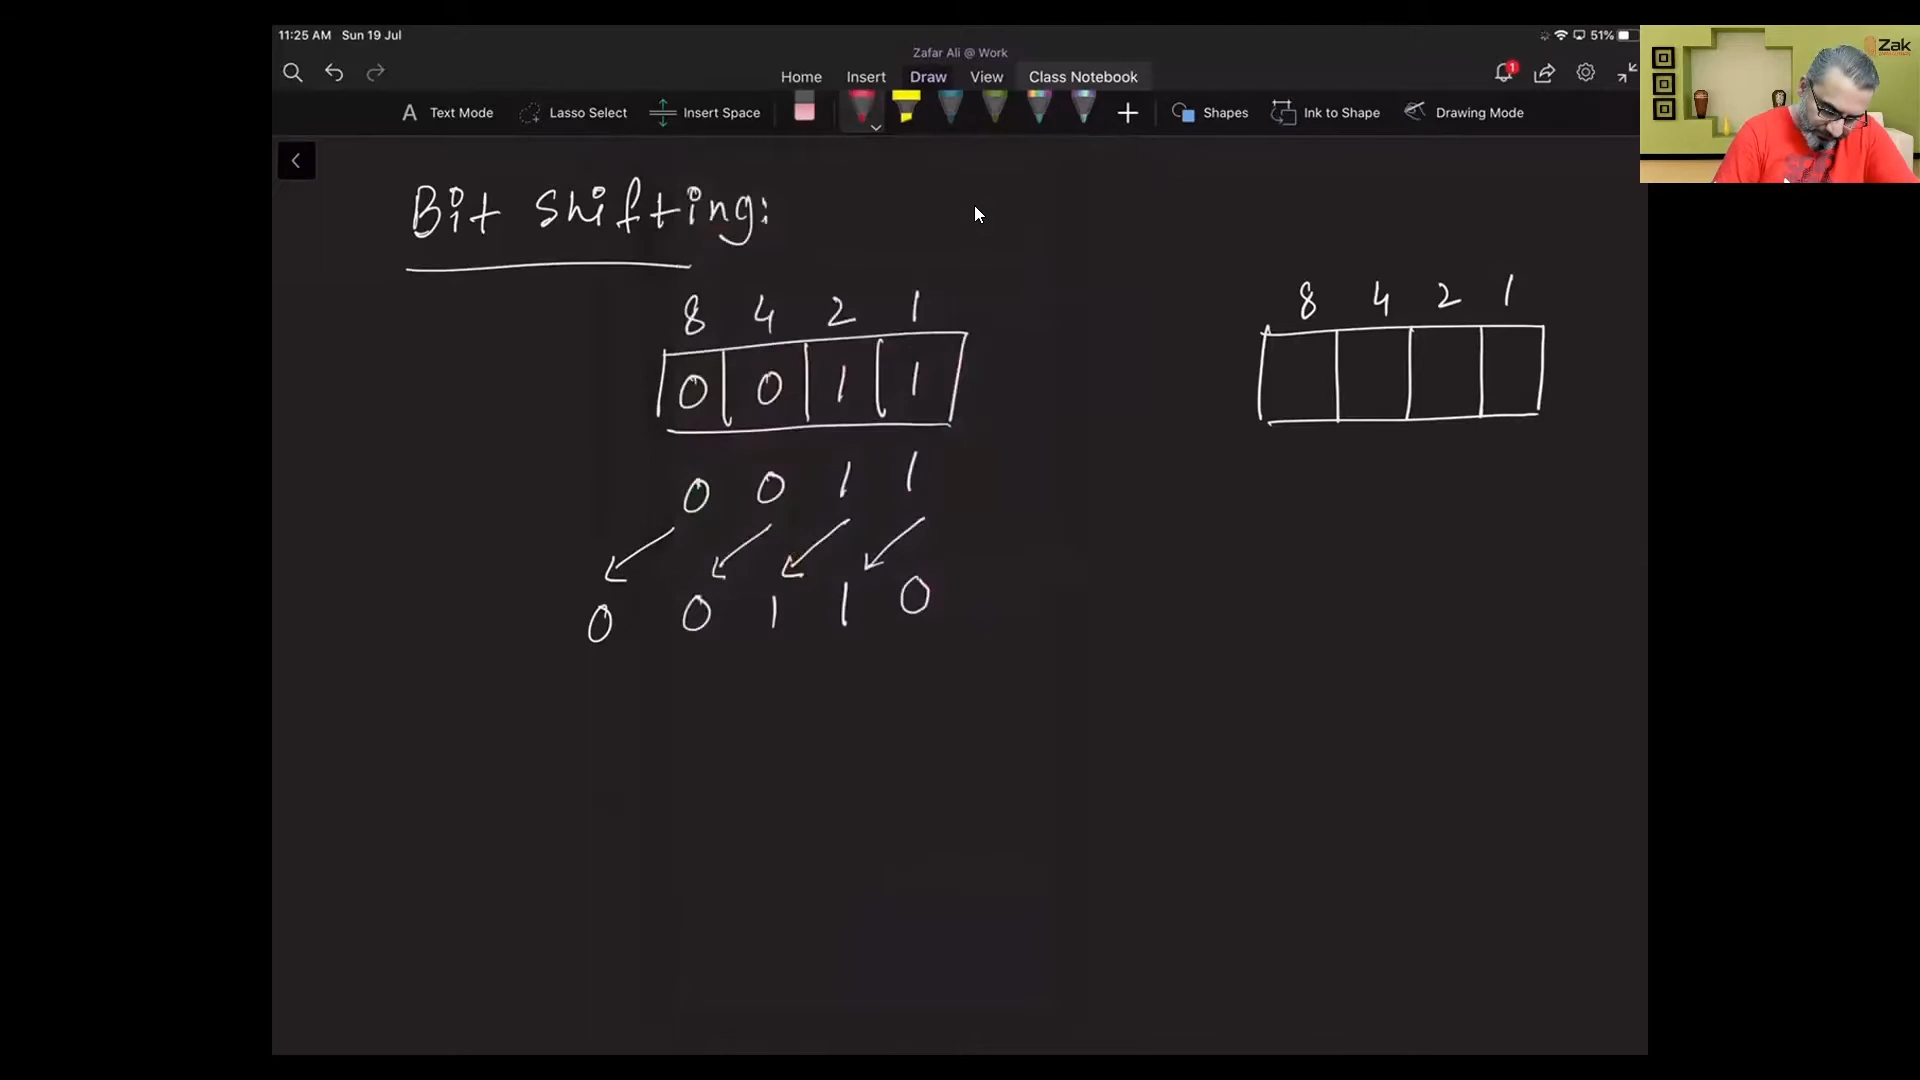 11:25 AM Sun 19 Jul
51%
Zafar Ali @ Work
Home Insert Draw View Class Notebook
1
A Text Mode Lasso Select Insert Space Shapes Ink to Shape Drawing Mode
Zak
Bit Shifting:
8 4 2 1
0 0 1 1
0 0 1 1
0 0 1 1 0
8 4 2 1